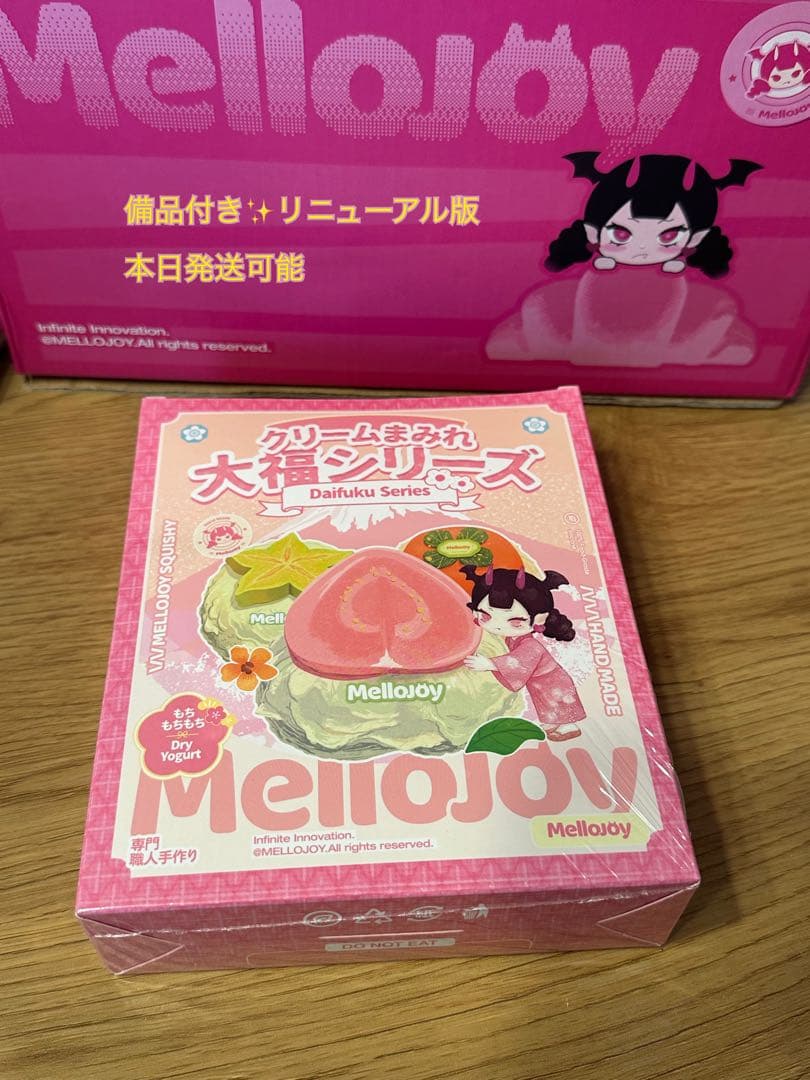 Mellojoy
Mellojoy
備品付き✨リニューアル版
本日発送可能
Infinite Innovation.
©MELLOJOY.All rights reserved.
クリームまみれ
大福シリーズ
Daifuku Series
Mellojoy
MELLOJOY SQUISHY
Mellojoy
HAND MADE
Mellojoy
もち
もちもち
Dry
Yogurt
Mellojoy
Mellojoy
専門
職人手作り
Infinite Innovation.
©MELLOJOY.All rights reserved.
DO NOT EAT